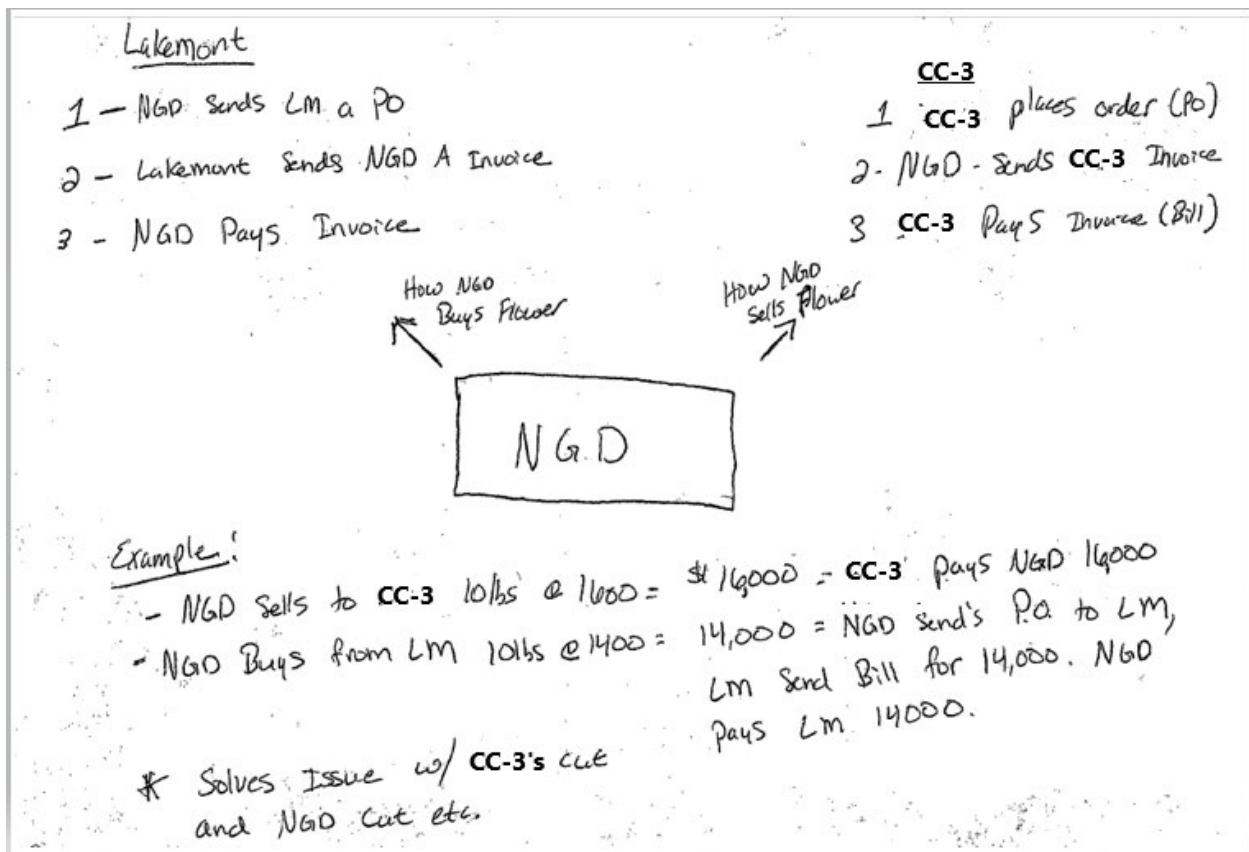 Lakemont
1 - NGD Sends LM a PO
2 - Lakemont Sends NGD A Invoice
3 - NGD Pays Invoice
CC-3
1 CC-3 places order (PO)
2 - NGD - Sends CC-3 Invoice
3 CC-3 Pays Invoice (Bill)
How NGD
Buys Flower
How NGD
Sells Flower
NGD
Example:
- NGD Sells to CC-3 10lbs @ 1600 = $16,000 = CC-3 pays NGD 16,000
- NGD Buys from LM 10lbs @ 1400 = 14,000 = NGD Send's P.O. to LM,
LM Send Bill for 14,000. NGD
pays LM 14000.
* Solves Issue w/ CC-3's cut
and NGD Cut etc.